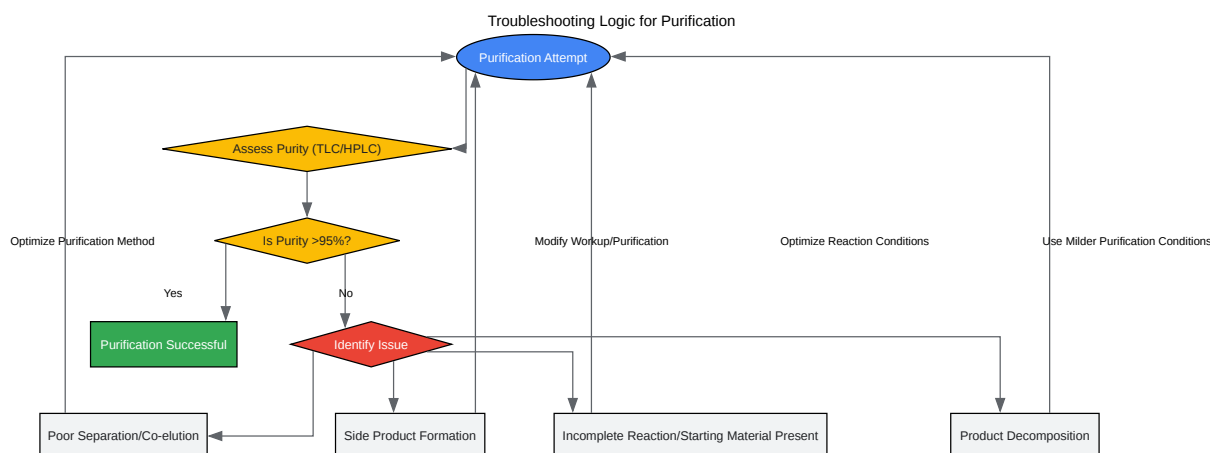 Troubleshooting Logic for Purification
Purification Attempt
Assess Purity (TLC/HPLC)
Optimize Purification Method
Is Purity >95%?
Modify Workup/Purification
Optimize Reaction Conditions
Use Milder Purification Conditions
Yes
No
Purification Successful
Identify Issue
Poor Separation/Co-elution
Side Product Formation
Incomplete Reaction/Starting Material Present
Product Decomposition